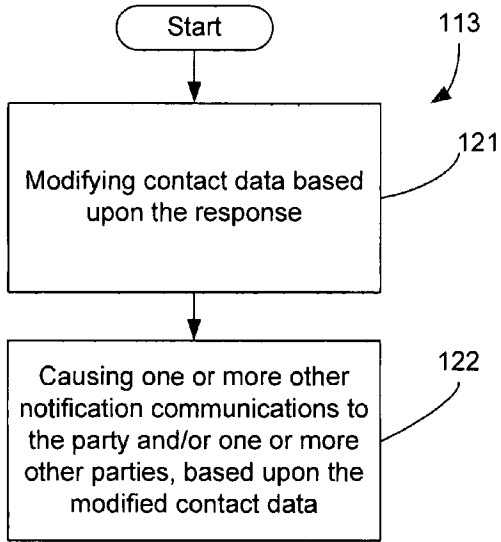 Start
113
Modifying contact data based
upon the response
121
Causing one or more other
notification communications to
the party and/or one or more
other parties, based upon the
modified contact data
122